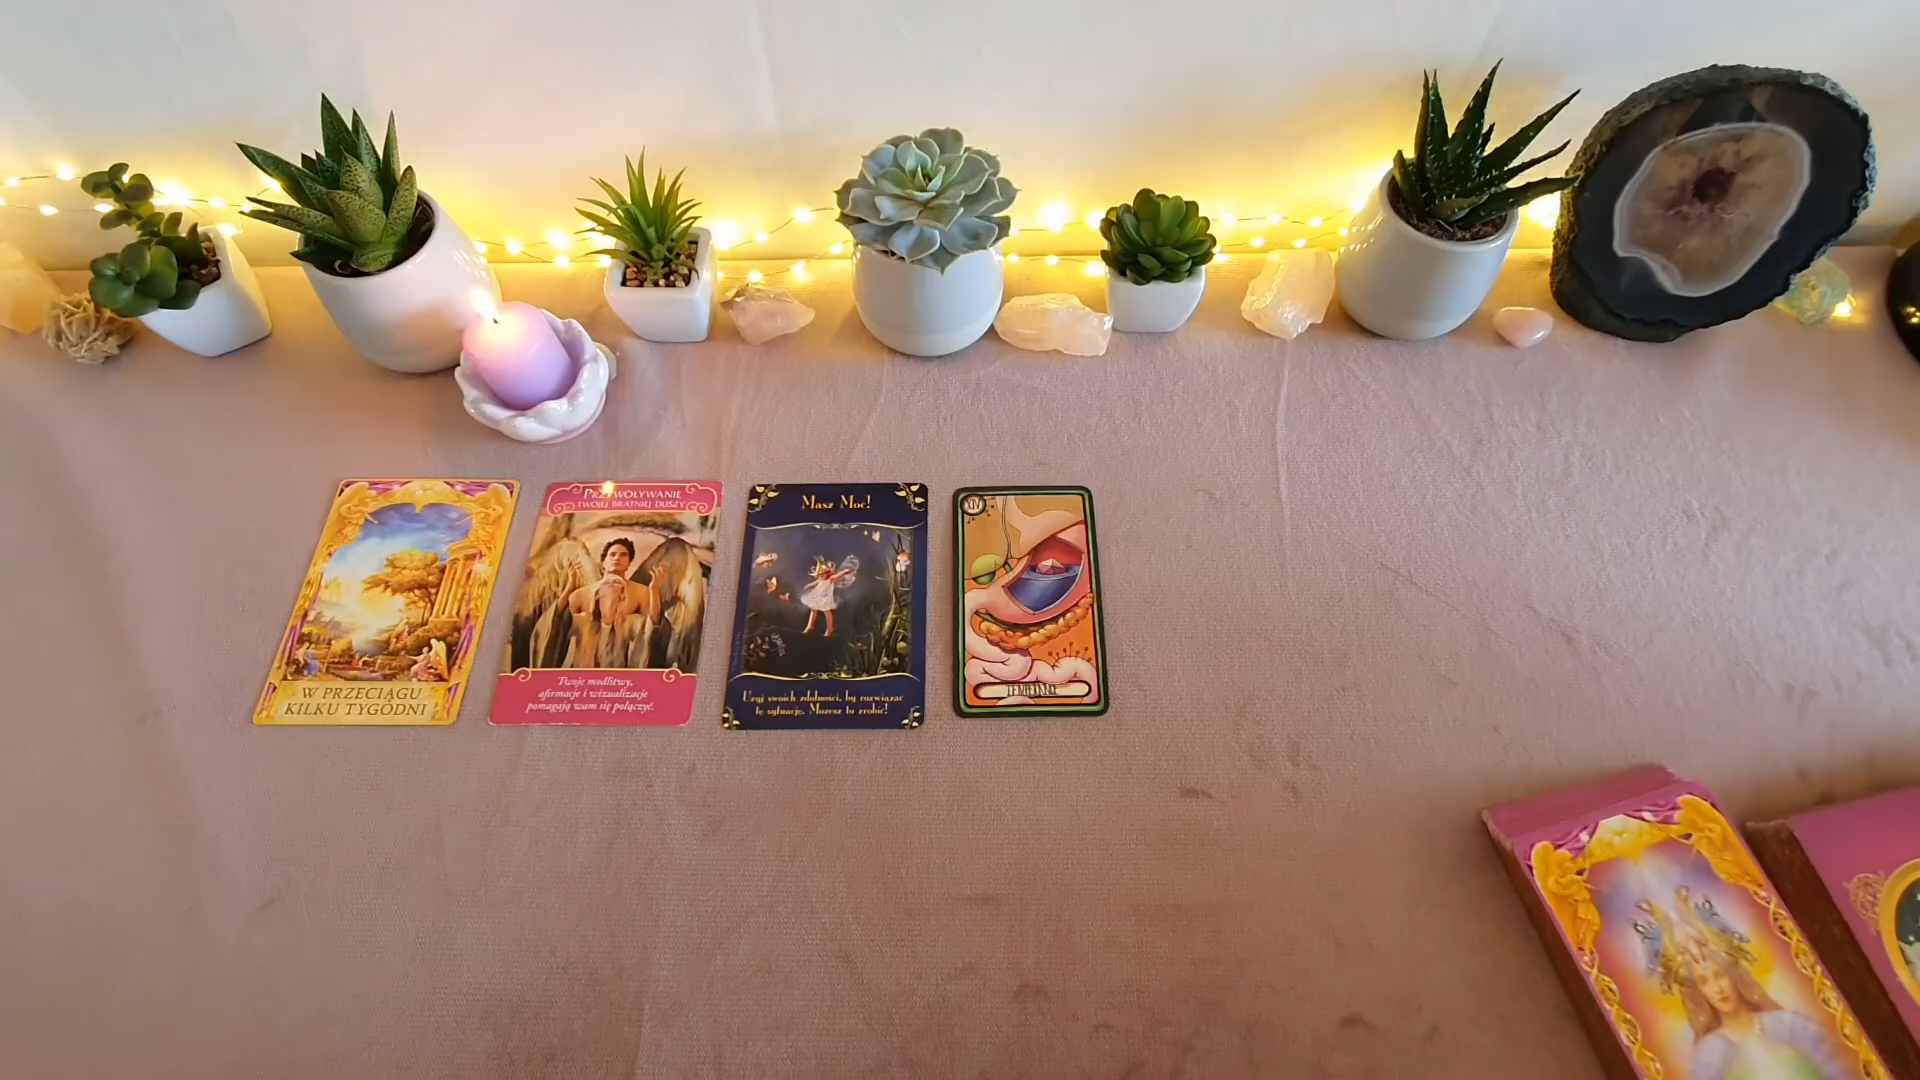 W PRZECIĄGU
KILKU TYGODNI
PRZYWOŁYWANIE
TWOJEJ BRATNIEJ DUSZY
Twoje modlitwy,
afirmacje i wizualizacje
pomagają wam się połączyć.
Masz Moc!
Użyj swoich zdolności, by rozwiązać
tę sytuację. Możesz to zrobić!
XIV
TEMPERANCE